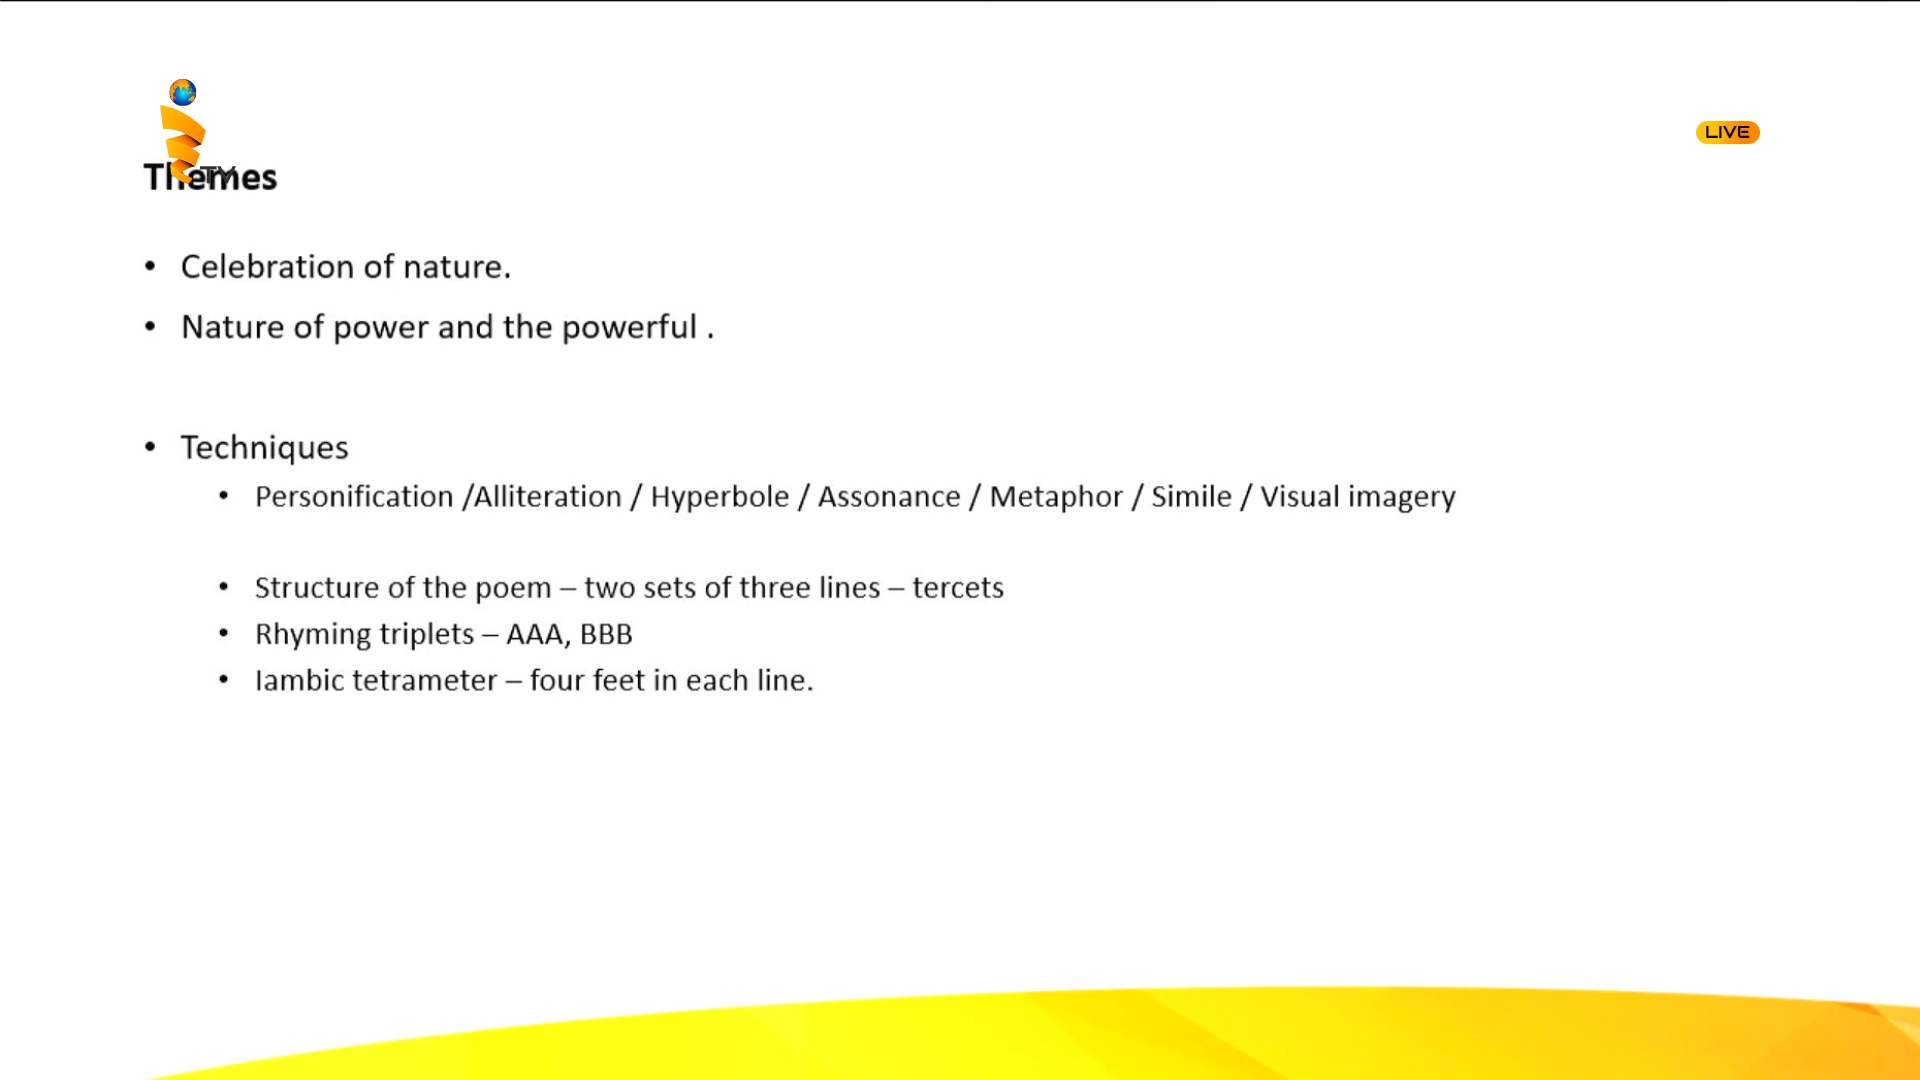 LIVE
TV
Themes
• Celebration of nature.
• Nature of power and the powerful .
• Techniques
• Personification /Alliteration / Hyperbole / Assonance / Metaphor / Simile / Visual imagery
• Structure of the poem – two sets of three lines – tercets
• Rhyming triplets – AAA, BBB
• Iambic tetrameter – four feet in each line.